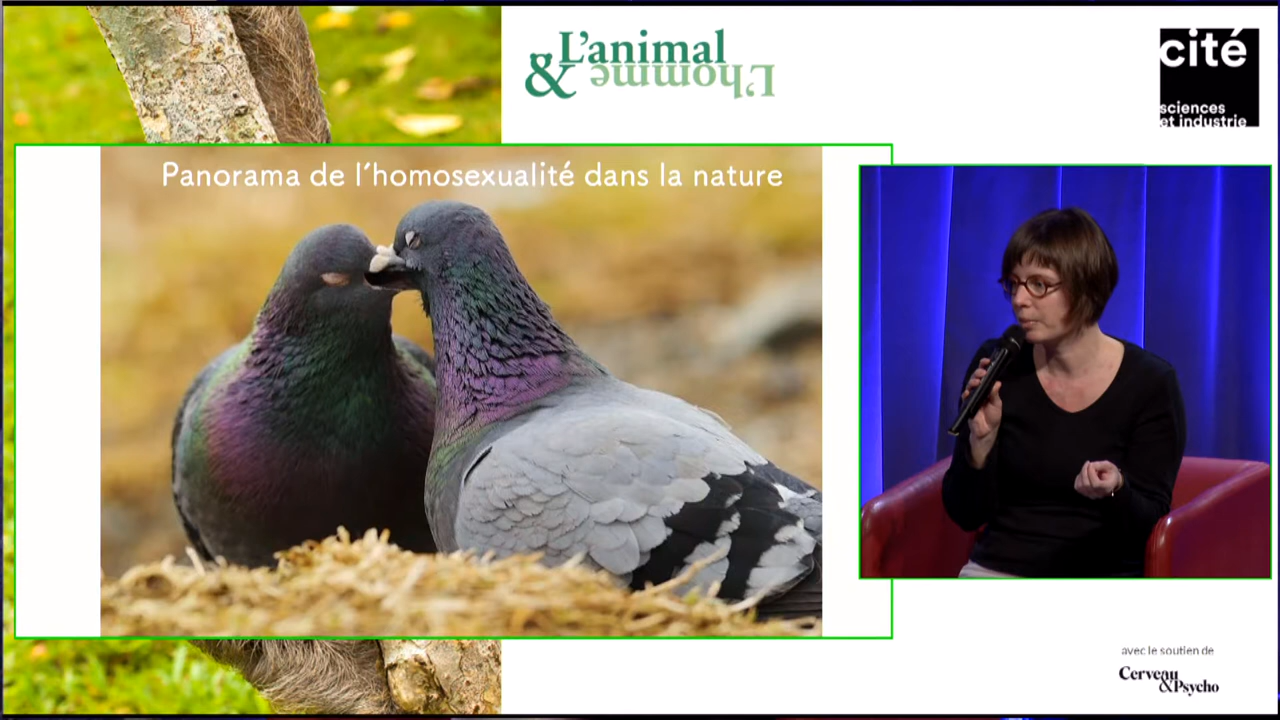 L'animal
& L'homme
cité
sciences
et industrie
Panorama de l'homosexualité dans la nature
avec le soutien de
Cerveau
&Psycho